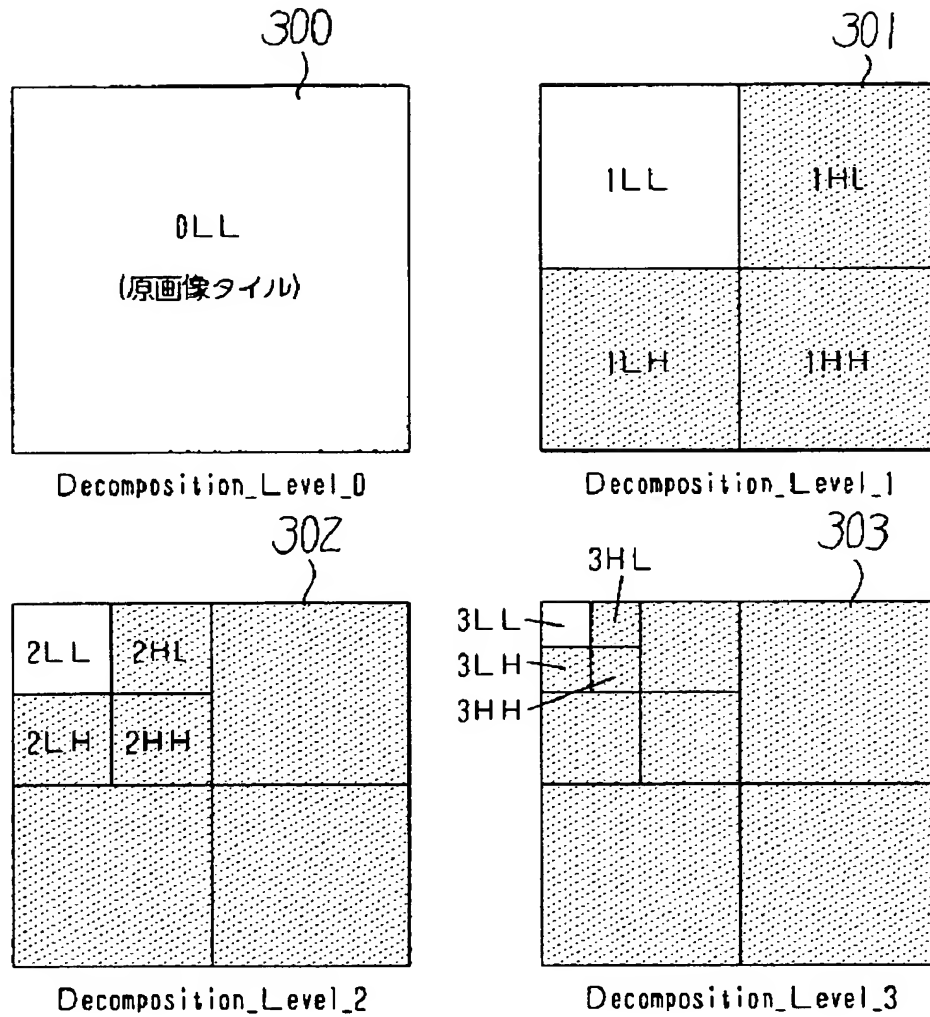 300
0LL
(原画像タイル)
Decomposition_Level_0
301
1LL 1HL
1LH 1HH
Decomposition_Level_1
302
2LL 2HL
2LH 2HH
Decomposition_Level_2
303
3HL
3LL
3LH
3HH
Decomposition_Level_3